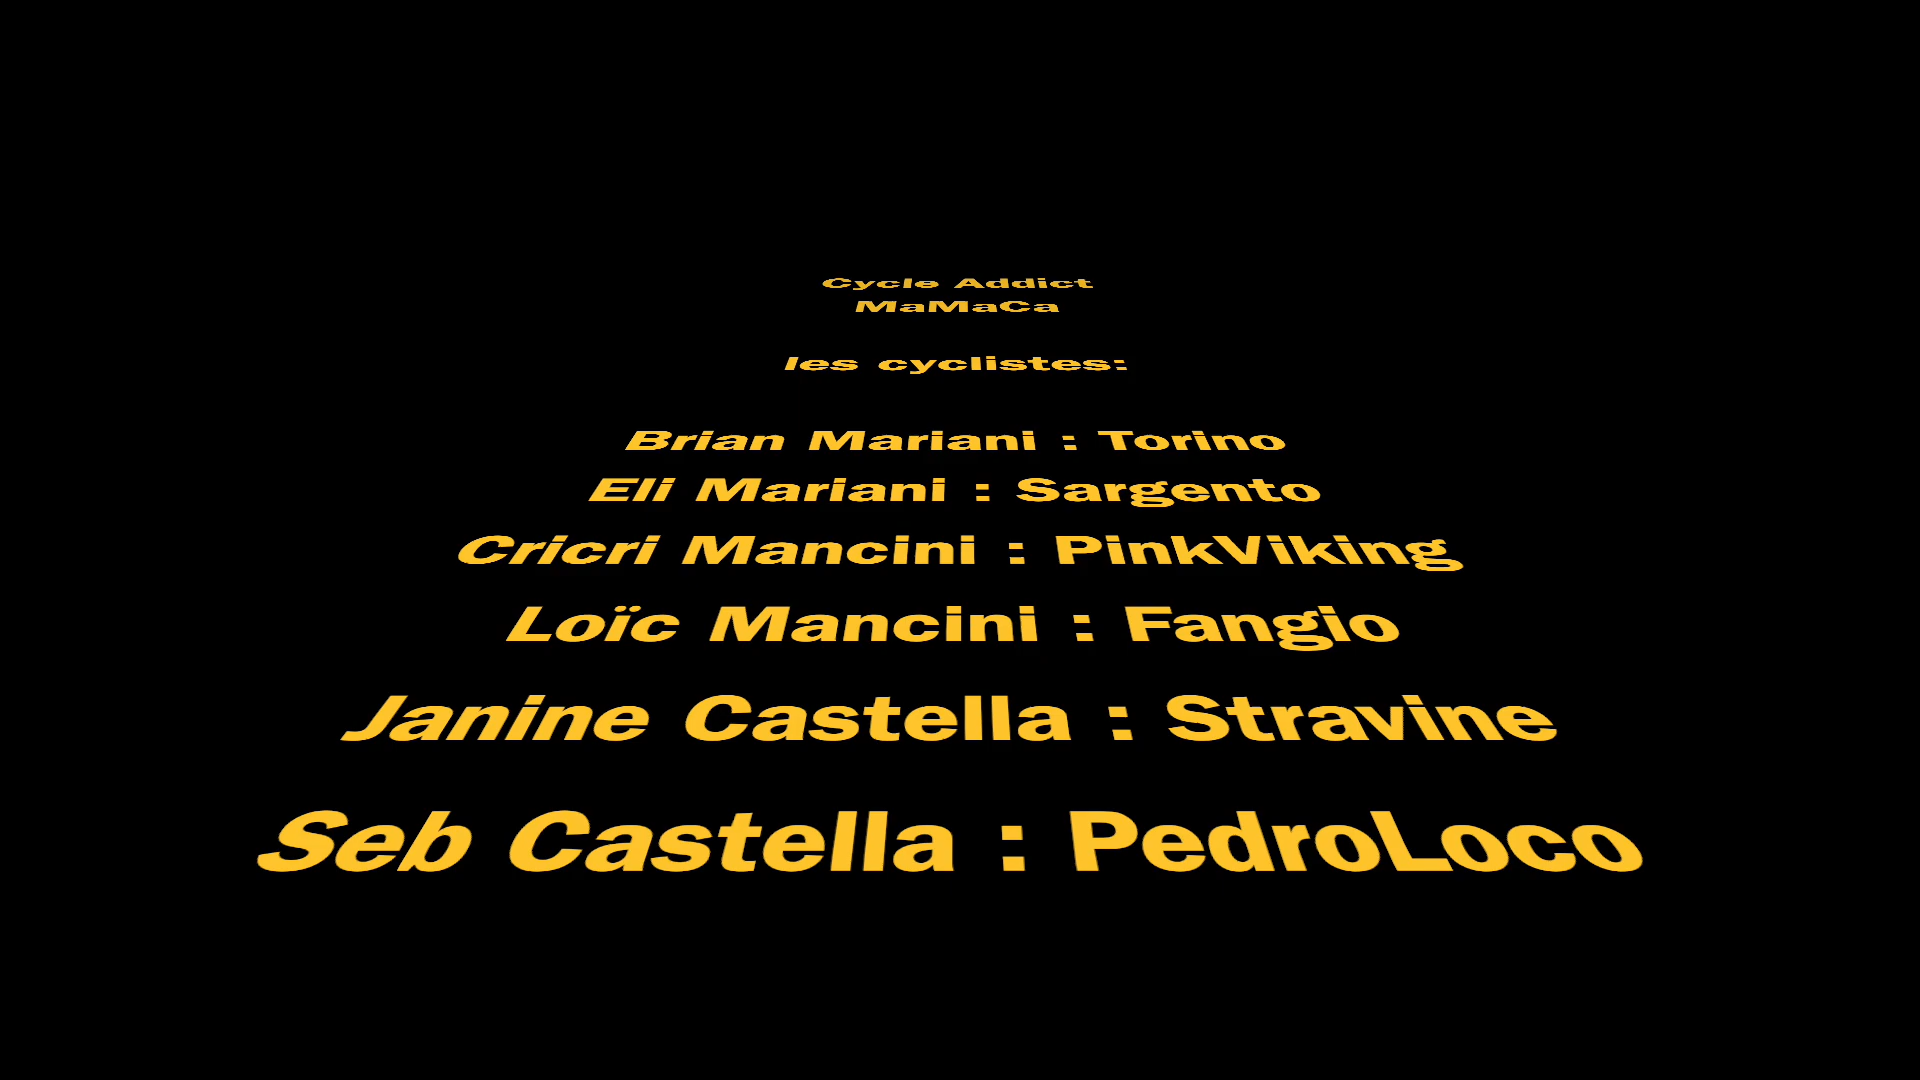 Cycle Addict
MaMaCa
les cyclistes:
Brian Mariani : Torino
Eli Mariani : Sargento
Cricri Mancini : PinkViking
Loïc Mancini : Fangio
Janine Castella : Stravine
Seb Castella : PedroLoco